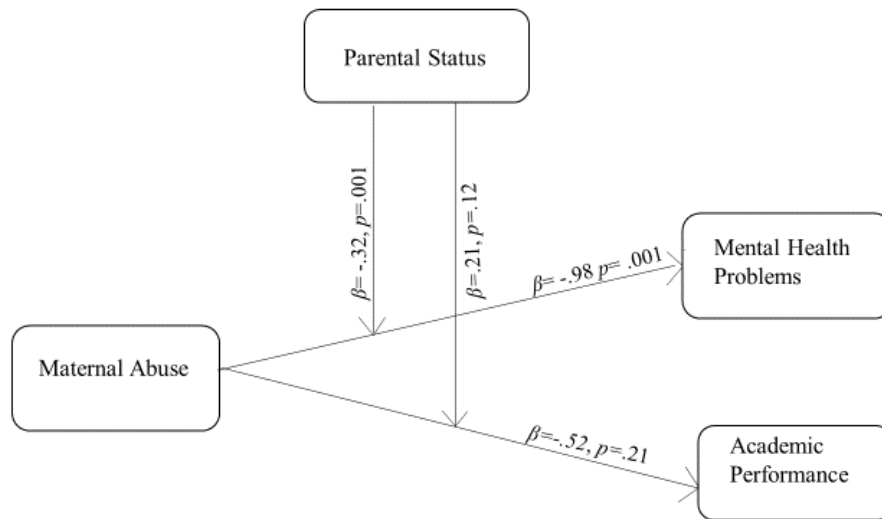 Parental Status
β= -.32, p=.001
β=.21, p=.12
β= -.98 p= .001
Mental Health
Problems
Maternal Abuse
β=-.52, p=.21
Academic
Performance